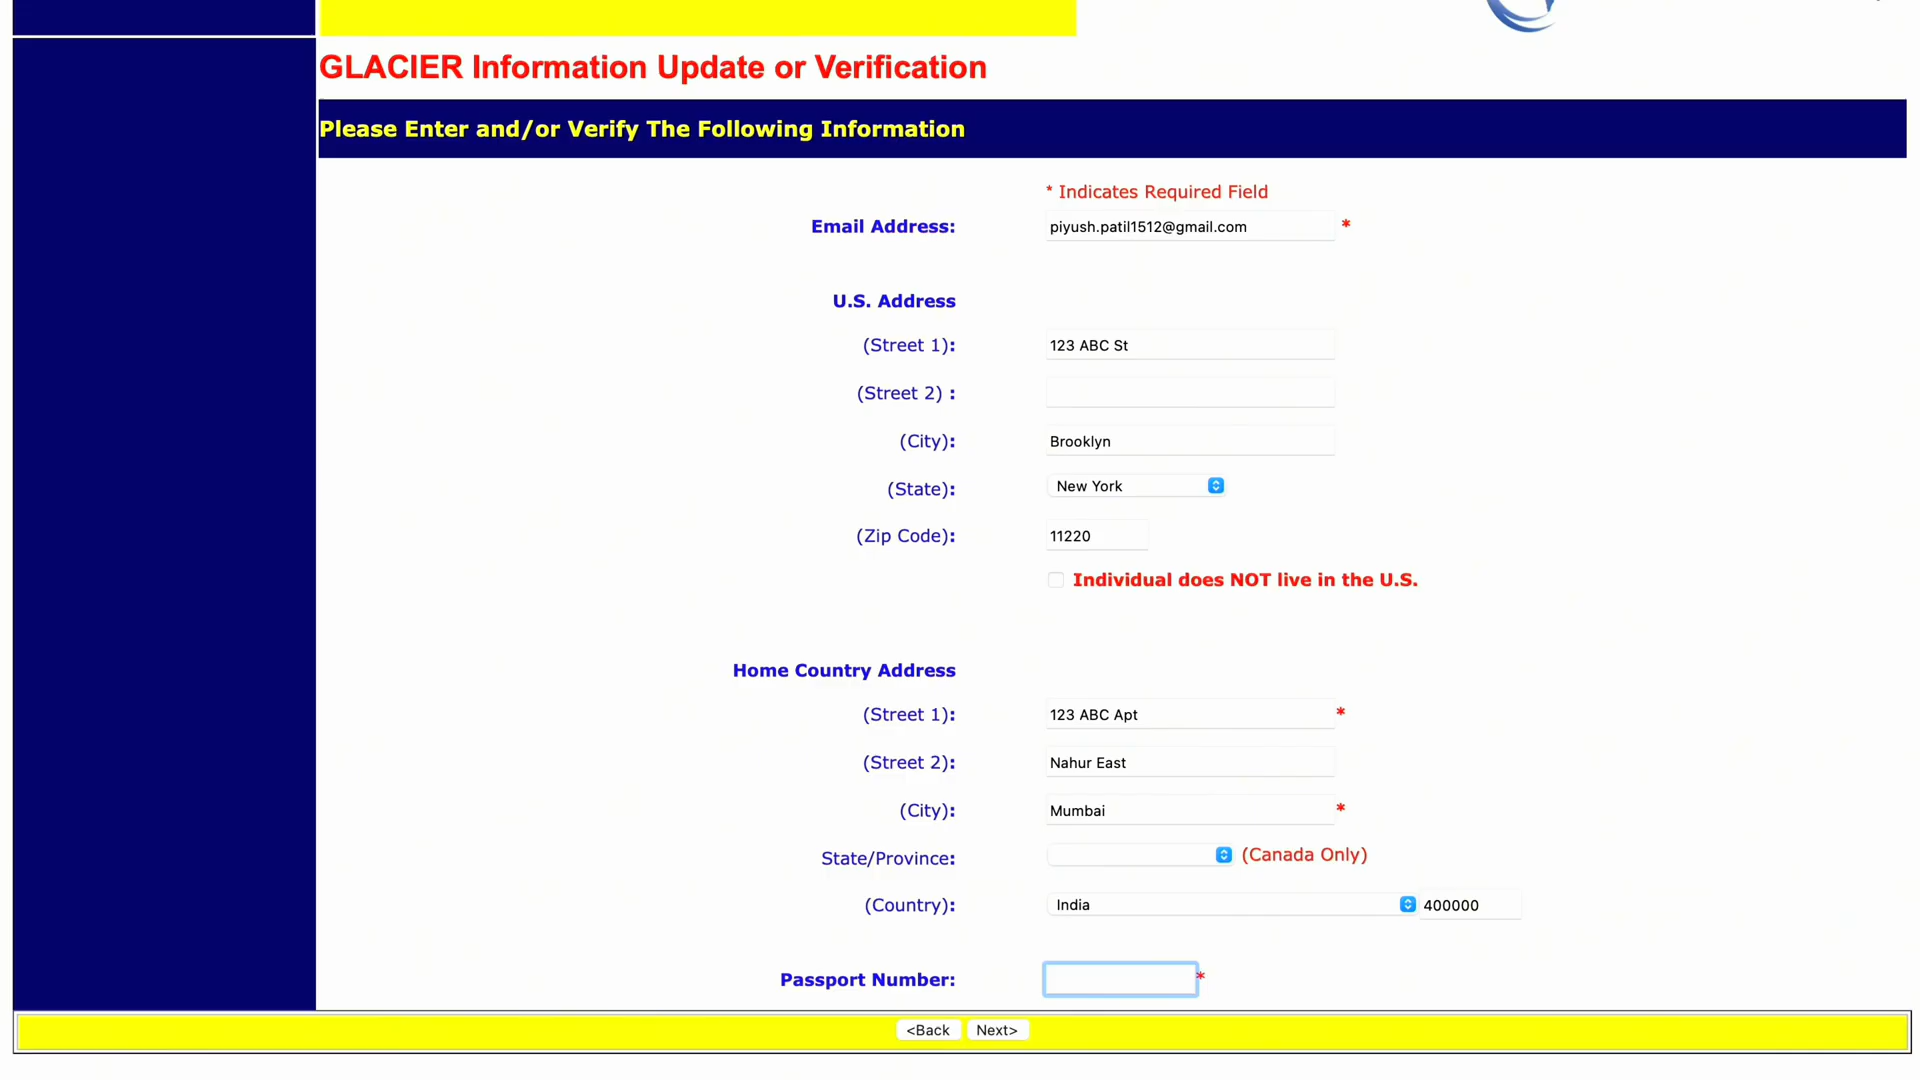 GLACIER Information Update or Verification
Please Enter and/or Verify The Following Information
* Indicates Required Field
Email Address: piyush.patil1512@gmail.com *
U.S. Address
(Street 1): 123 ABC St
(Street 2) :
(City): Brooklyn
(State): New York
(Zip Code): 11220
Individual does NOT live in the U.S.
Home Country Address
(Street 1): 123 ABC Apt *
(Street 2): Nahur East
(City): Mumbai *
State/Province: (Canada Only)
(Country): India 400000
Passport Number: *
<Back Next>